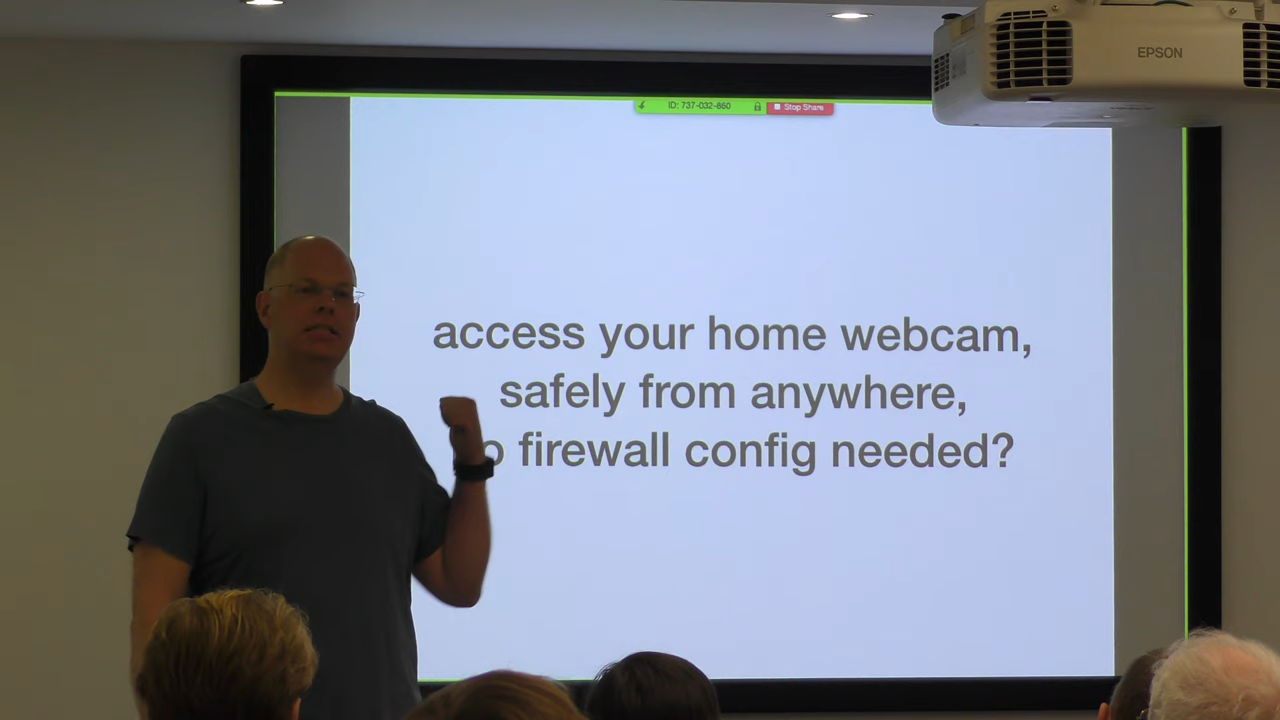 EPSON
ID: 737-032-860 Stop Share
access your home webcam,
safely from anywhere,
o firewall config needed?